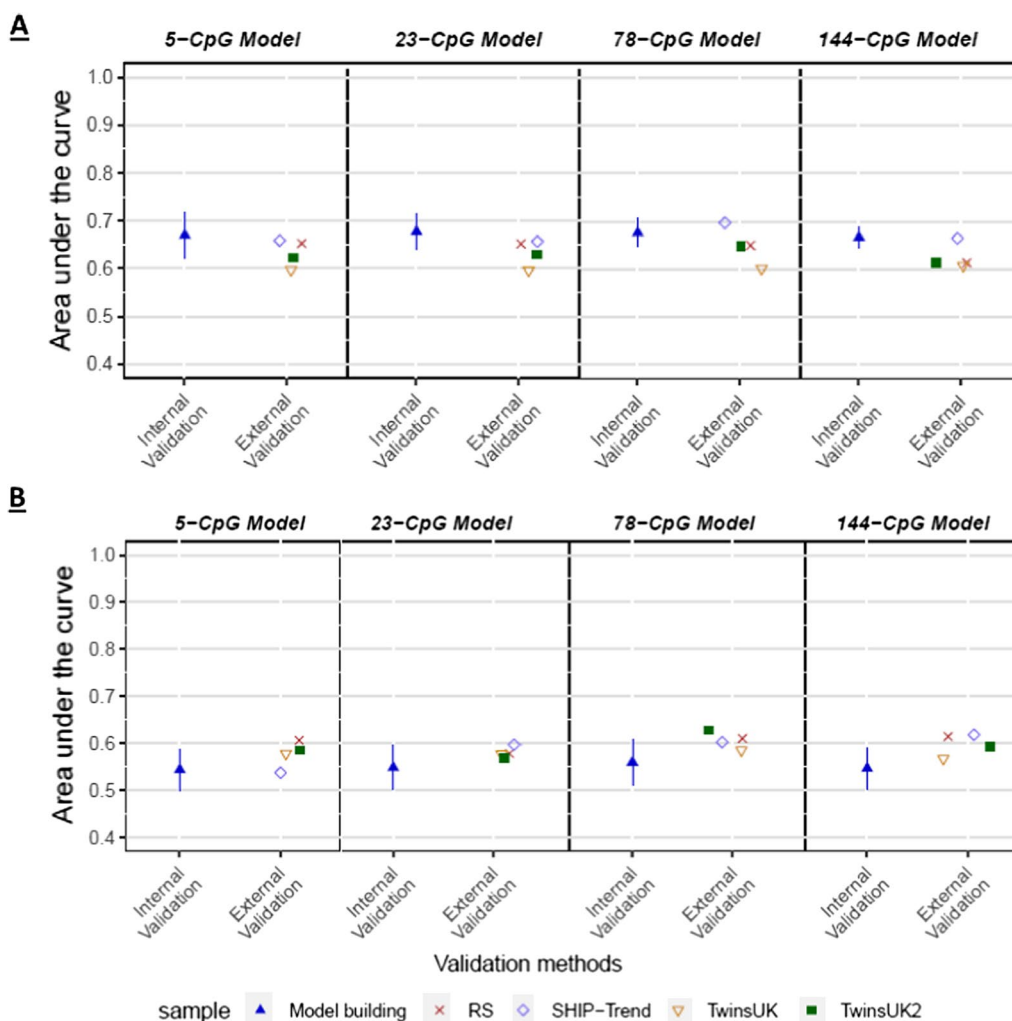 A
5−CpG Model 23−CpG Model 78−CpG Model 144−CpG Model
Area under the curve
1.0
0.9
0.8
0.7
0.6
0.5
0.4
Internal Validation External Validation Internal Validation External Validation Internal Validation External Validation Internal Validation External Validation
B
5−CpG Model 23−CpG Model 78−CpG Model 144−CpG Model
Area under the curve
1.0
0.9
0.8
0.7
0.6
0.5
0.4
Internal Validation External Validation Internal Validation External Validation Internal Validation External Validation Internal Validation External Validation
Validation methods
sample Model building RS SHIP−Trend TwinsUK TwinsUK2